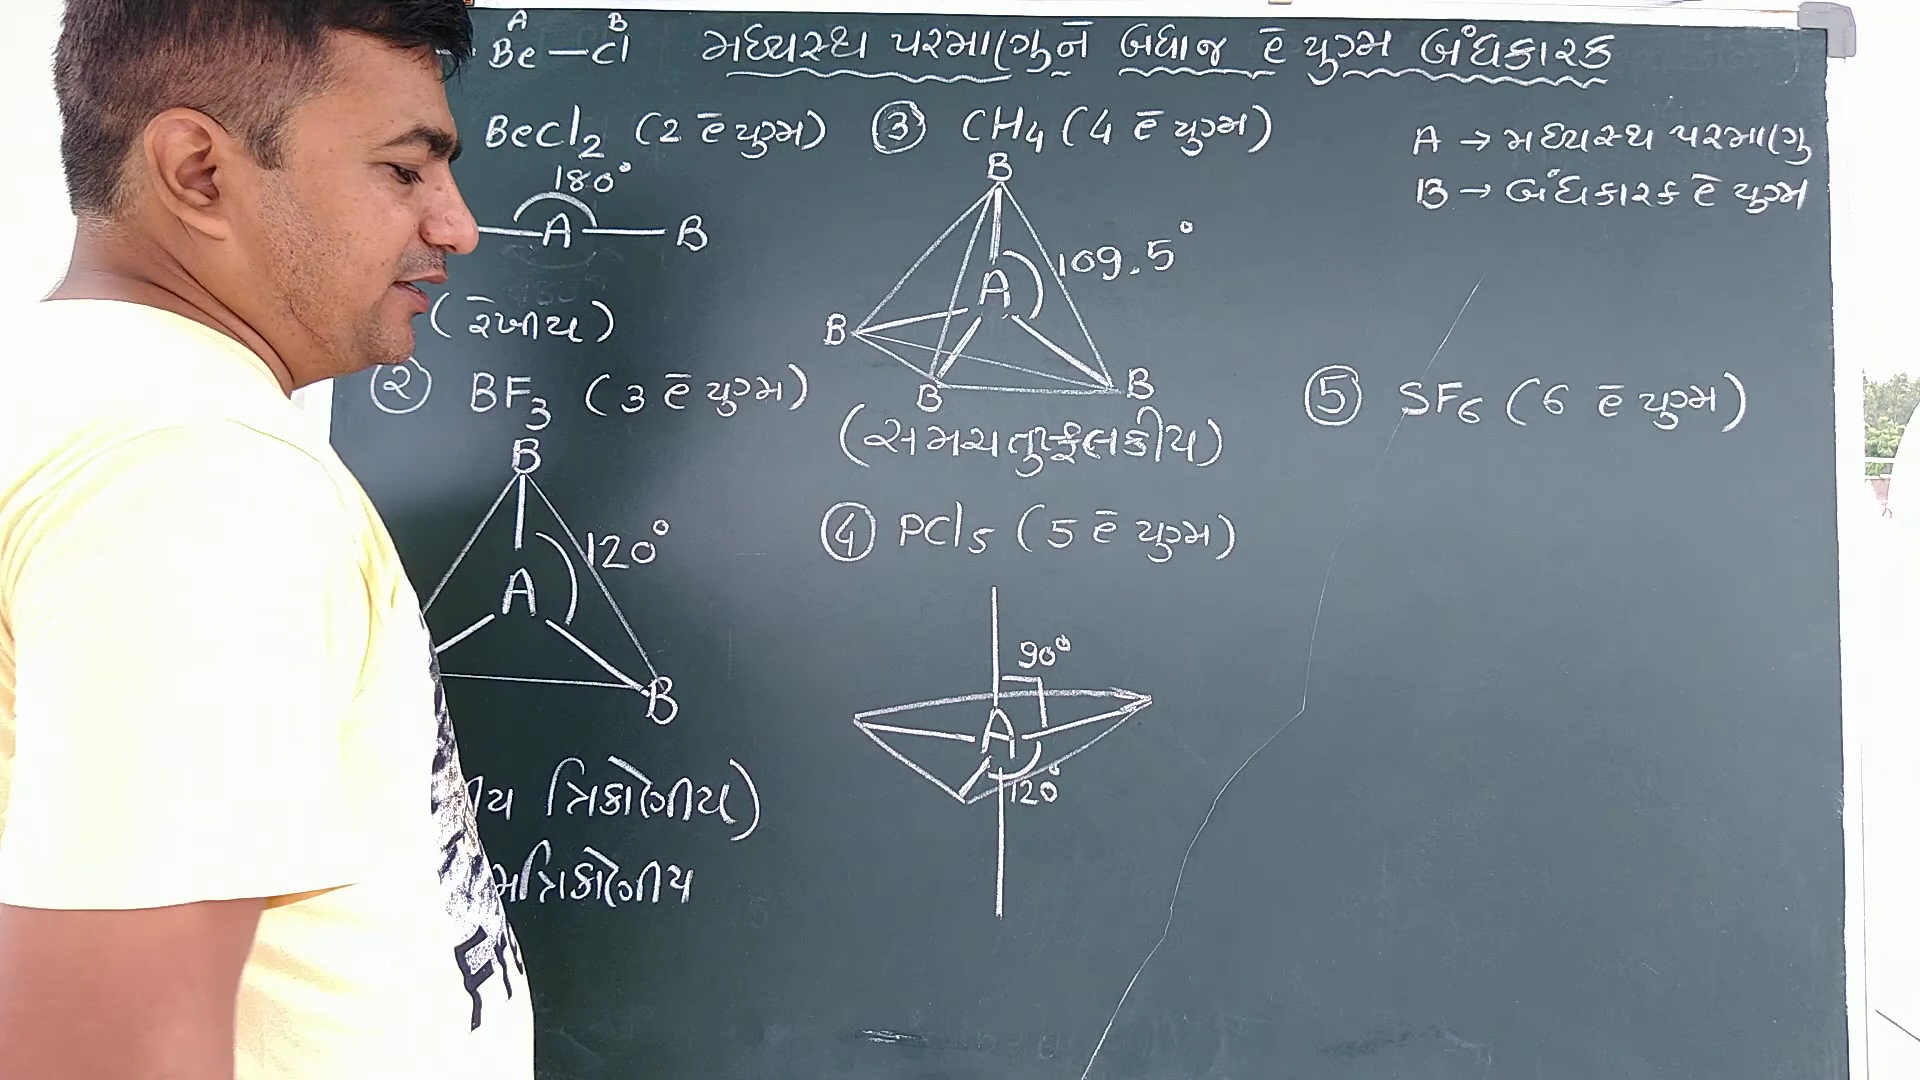 A B
Be — Cl
મધ્યસ્થ પરમાણુને બધાજ e̅ યુગ્મ બંધકારક
BeCl₂ (2 e̅ યુગ્મ)
180°
A B
(રેખીય)
૨ BF₃ (3 e̅ યુગ્મ)
B
120°
A
B
ત્રિકોણીય)
ત્રિકોણીય
③ CH₄ (4 e̅ યુગ્મ)
B
109.5°
A
B
B B
(સમચતુષ્ફલકીય)
④ PCl₅ (5 e̅ યુગ્મ)
90°
A
120°
A → મધ્યસ્થ પરમાણુ
B → બંધકારક e̅ યુગ્મ
⑤ SF₆ (6 e̅ યુગ્મ)